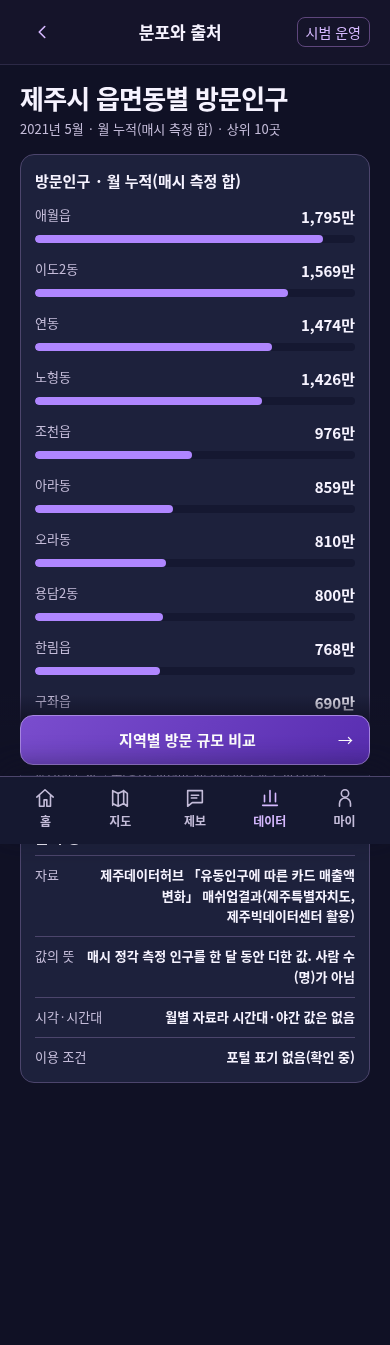 분포와 출처
시범 운영
제주시 읍면동별 방문인구
2021년 5월 · 월 누적(매시 측정 합) · 상위 10곳
방문인구 · 월 누적(매시 측정 합)
애월읍 1,795만
이도2동 1,569만
연동 1,474만
노형동 1,426만
조천읍 976만
아라동 859만
오라동 810만
용담2동 800만
한림읍 768만
구좌읍 690만
지역별 방문 규모 비교 →
홈 지도 제보 데이터 마이
자료 제주데이터허브 「유동인구에 따른 카드 매출액
변화」 매쉬업결과(제주특별자치도,
제주빅데이터센터 활용)
값의 뜻 매시 정각 측정 인구를 한 달 동안 더한 값. 사람 수
(명)가 아님
시각·시간대 월별 자료라 시간대·야간 값은 없음
이용 조건 포털 표기 없음(확인 중)